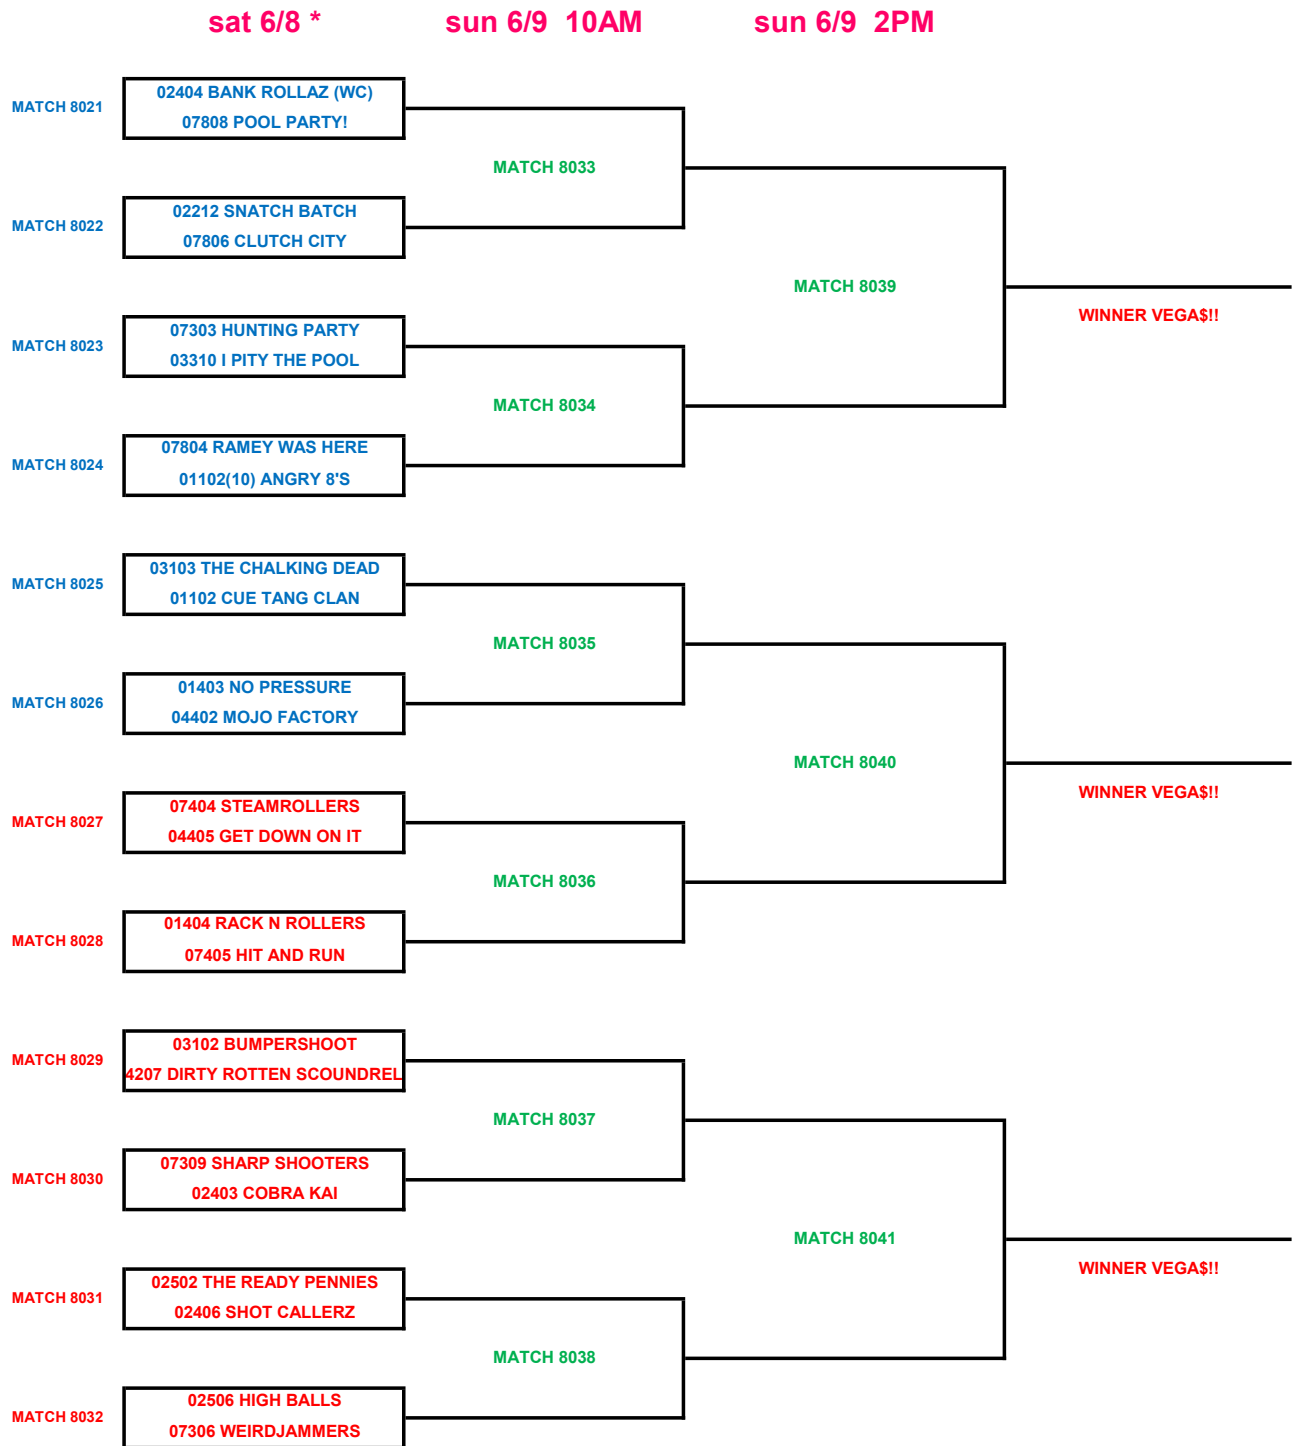 sat 6/8 * sun 6/9 10AM sun 6/9 2PM
02404 BANK ROLLAZ (WC)
MATCH 8021
07808 POOL PARTY!
MATCH 8033
02212 SNATCH BATCH
MATCH 8022
07806 CLUTCH CITY
MATCH 8039
WINNER VEGA$!!
07303 HUNTING PARTY
MATCH 8023
03310 I PITY THE POOL
MATCH 8034
07804 RAMEY WAS HERE
MATCH 8024
01102(10) ANGRY 8'S
03103 THE CHALKING DEAD
MATCH 8025
01102 CUE TANG CLAN
MATCH 8035
01403 NO PRESSURE
MATCH 8026
04402 MOJO FACTORY
MATCH 8040
WINNER VEGA$!!
07404 STEAMROLLERS
MATCH 8027
04405 GET DOWN ON IT
MATCH 8036
01404 RACK N ROLLERS
MATCH 8028
07405 HIT AND RUN
03102 BUMPERSHOOT
MATCH 8029
4207 DIRTY ROTTEN SCOUNDREL
MATCH 8037
07309 SHARP SHOOTERS
MATCH 8030
02403 COBRA KAI
MATCH 8041
WINNER VEGA$!!
02502 THE READY PENNIES
MATCH 8031
02406 SHOT CALLERZ
MATCH 8038
02506 HIGH BALLS
MATCH 8032
07306 WEIRDJAMMERS